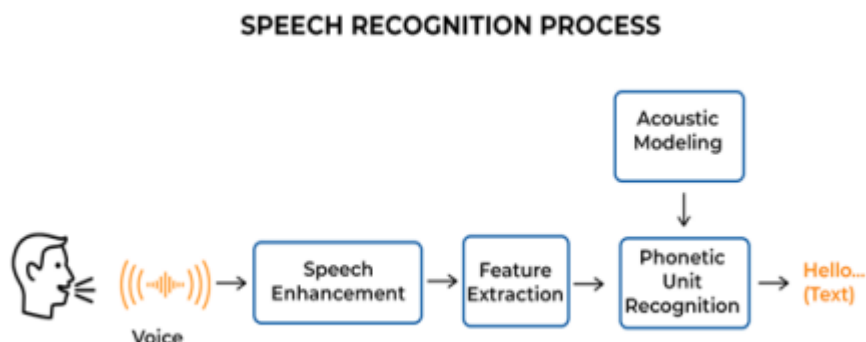 SPEECH RECOGNITION PROCESS
Acoustic
Modeling
Speech
Enhancement
Feature
Extraction
Phonetic
Unit
Recognition
Hello...
(Text)
Voice